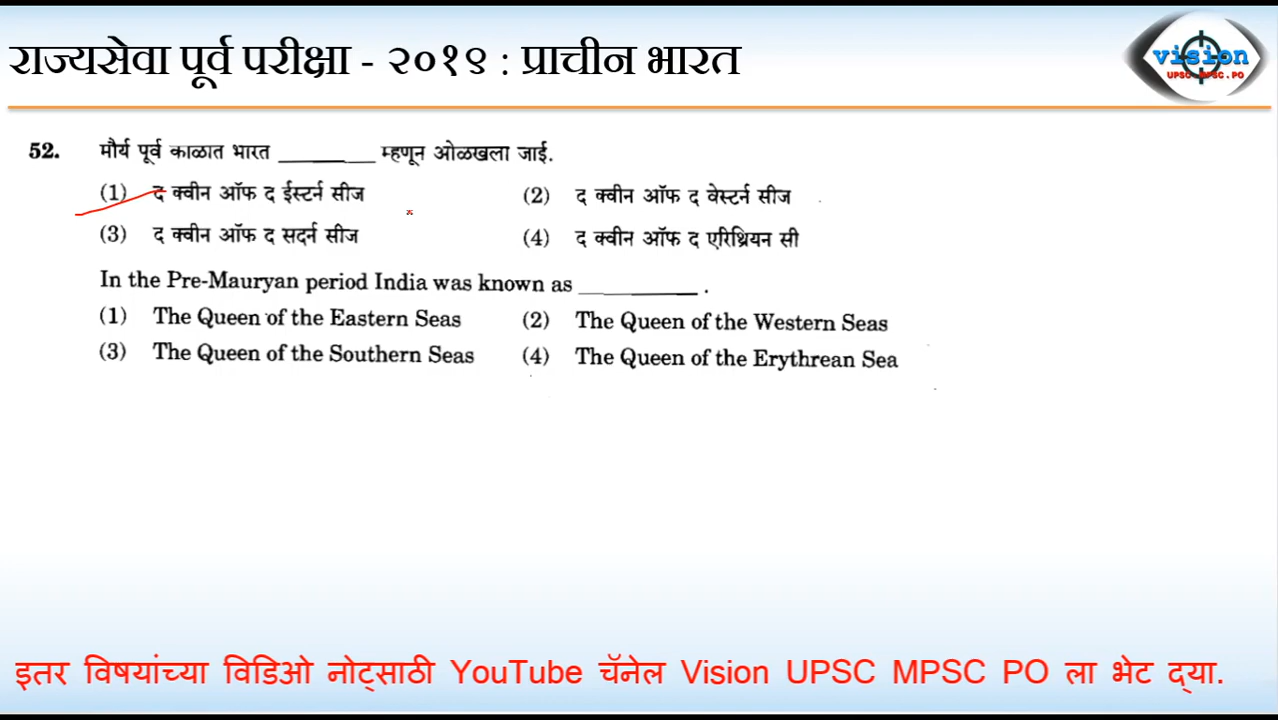 राज्यसेवा पूर्व परीक्षा - २०१९ : प्राचीन भारत
vision
UPSC MPSC . PO
52. मौर्य पूर्व काळात भारत __________ म्हणून ओळखला जाई.
(1) द क्वीन ऑफ द ईस्टर्न सीज (2) द क्वीन ऑफ द वेस्टर्न सीज
(3) द क्वीन ऑफ द सदर्न सीज (4) द क्वीन ऑफ द एरिथ्रियन सी
In the Pre-Mauryan period India was known as __________ .
(1) The Queen of the Eastern Seas (2) The Queen of the Western Seas
(3) The Queen of the Southern Seas (4) The Queen of the Erythrean Sea
इतर विषयांच्या विडिओ नोट्साठी YouTube चॅनेल Vision UPSC MPSC PO ला भेट द्या.